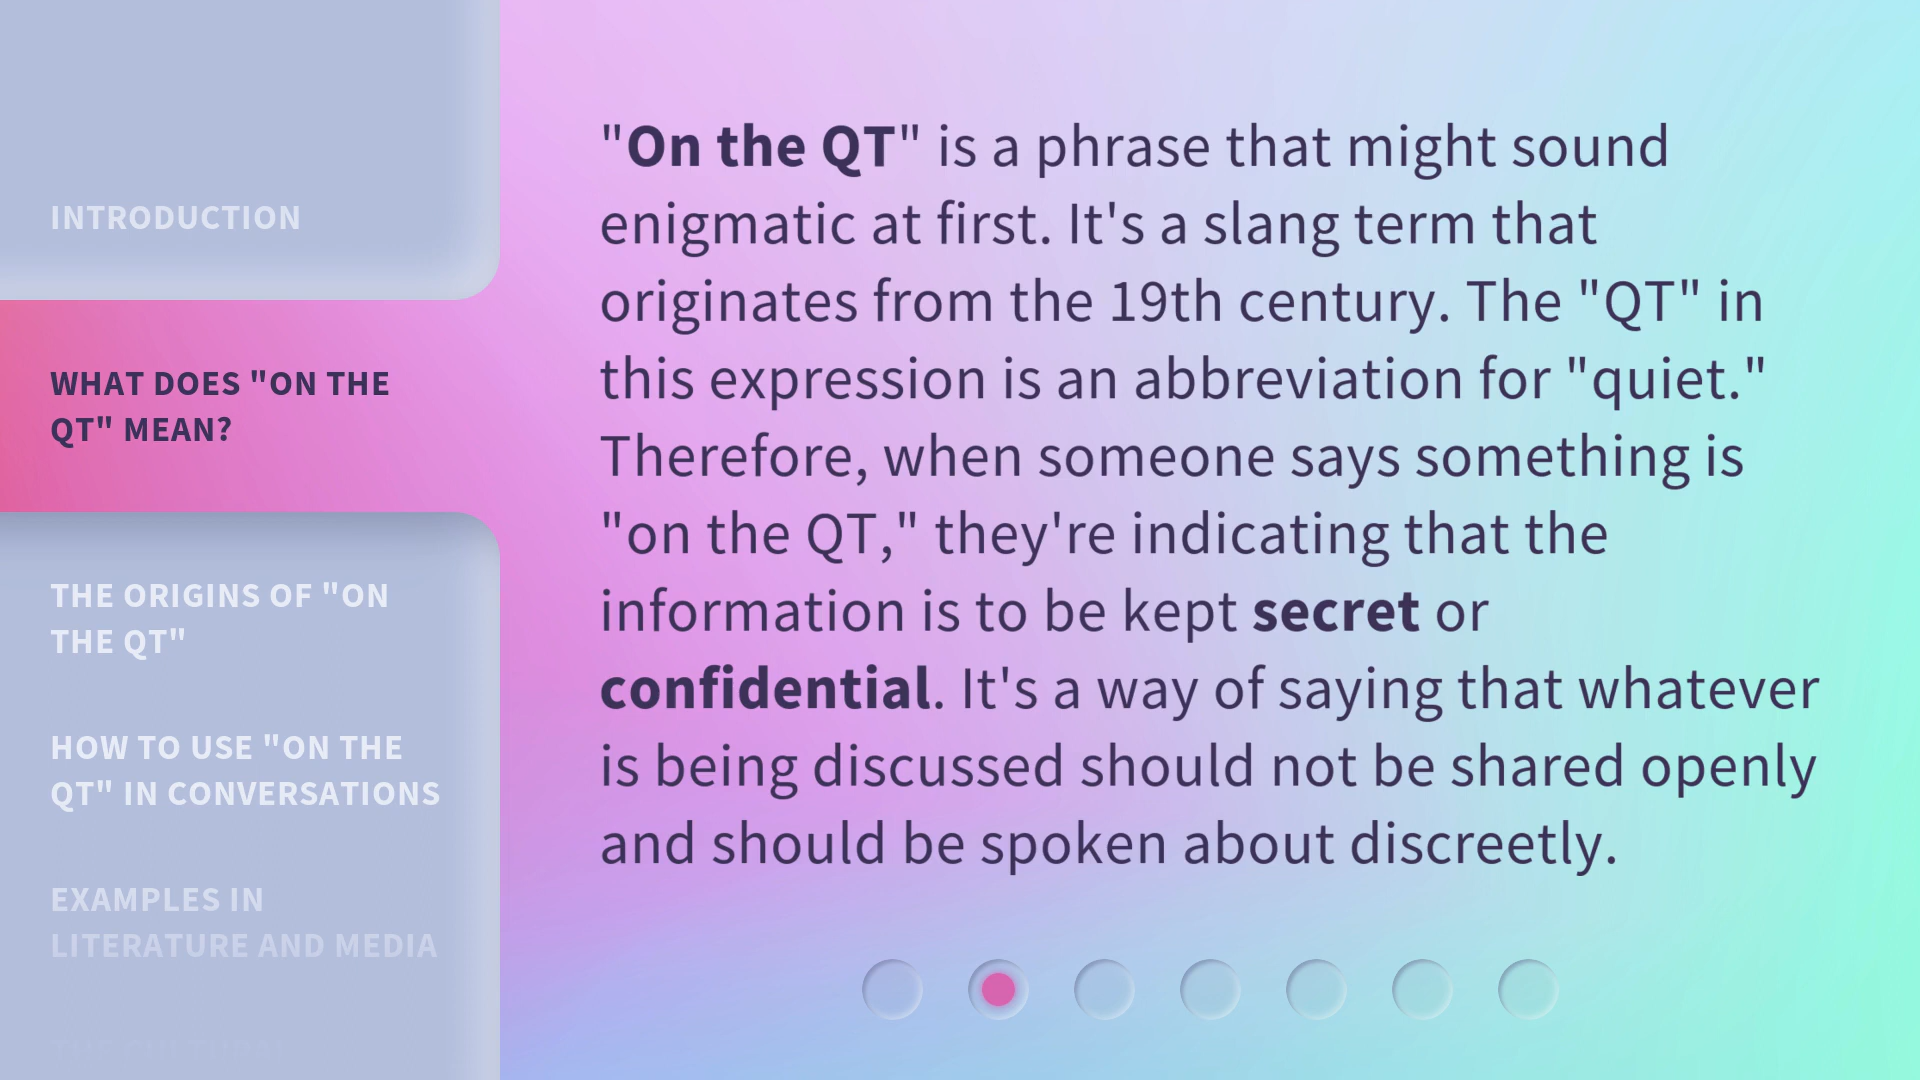 INTRODUCTION
WHAT DOES "ON THE
QT" MEAN?
THE ORIGINS OF "ON
THE QT"
HOW TO USE "ON THE
QT" IN CONVERSATIONS
EXAMPLES IN
LITERATURE AND MEDIA
THE CULTURAL
"On the QT" is a phrase that might sound
enigmatic at first. It's a slang term that
originates from the 19th century. The "QT" in
this expression is an abbreviation for "quiet."
Therefore, when someone says something is
"on the QT," they're indicating that the
information is to be kept secret or
confidential. It's a way of saying that whatever
is being discussed should not be shared openly
and should be spoken about discreetly.